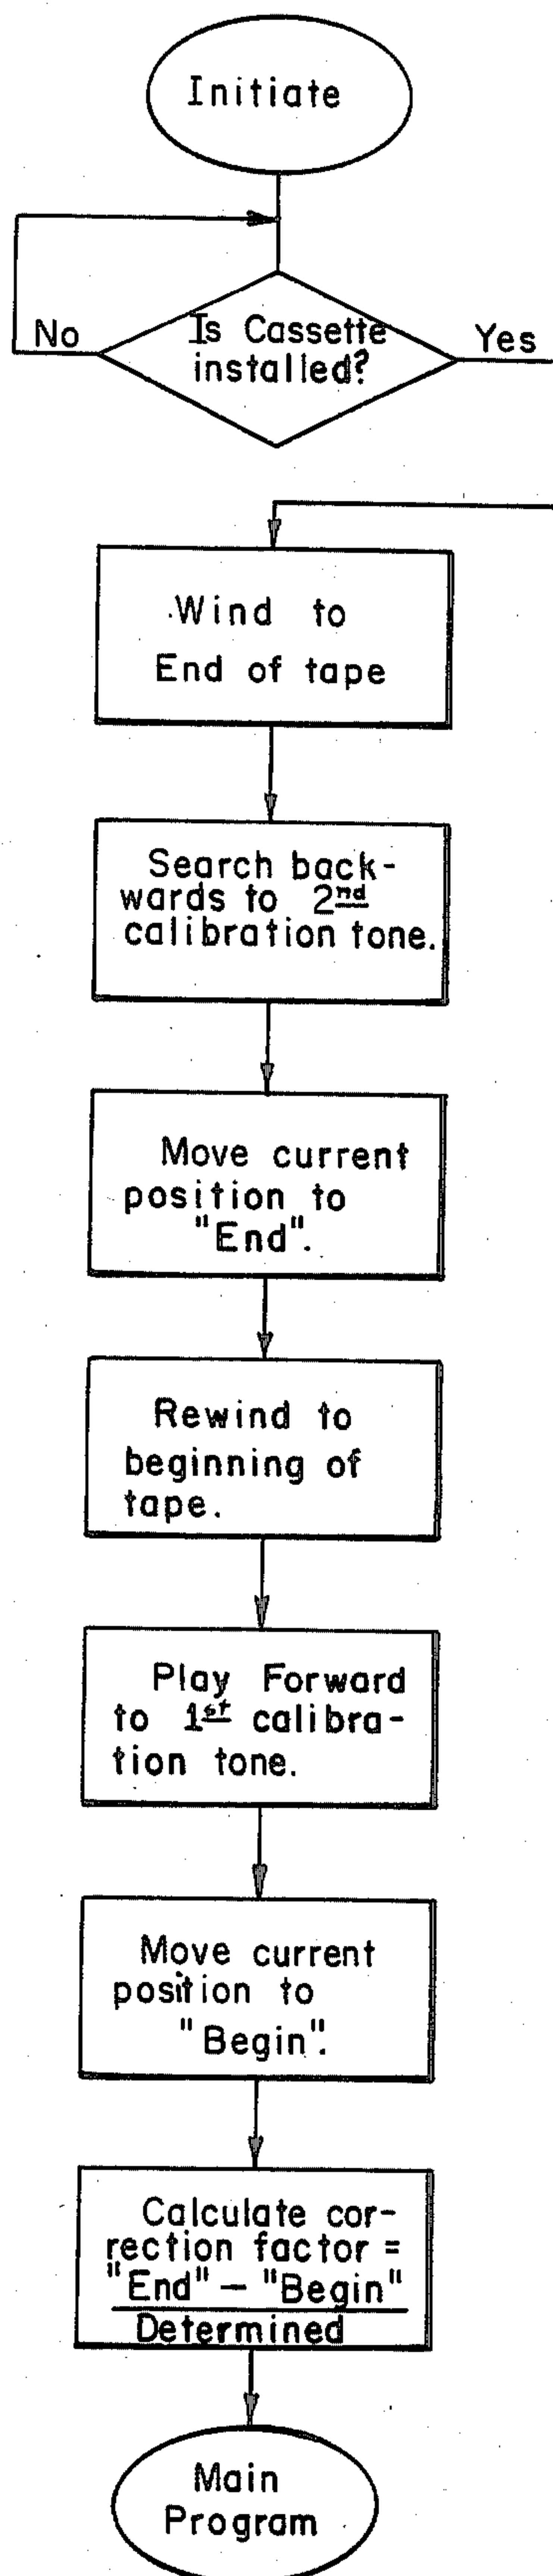 Initiate
No
Is Cassette
installed?
Yes
Wind to
End of tape
Search back-
wards to 2nd
calibration tone.
Move current
position to
"End".
Rewind to
beginning of
tape.
Play Forward
to 1st calibra-
tion tone.
Move current
position to
"Begin".
Calculate cor-
rection factor =
"End" - "Begin"
Determined
Main
Program